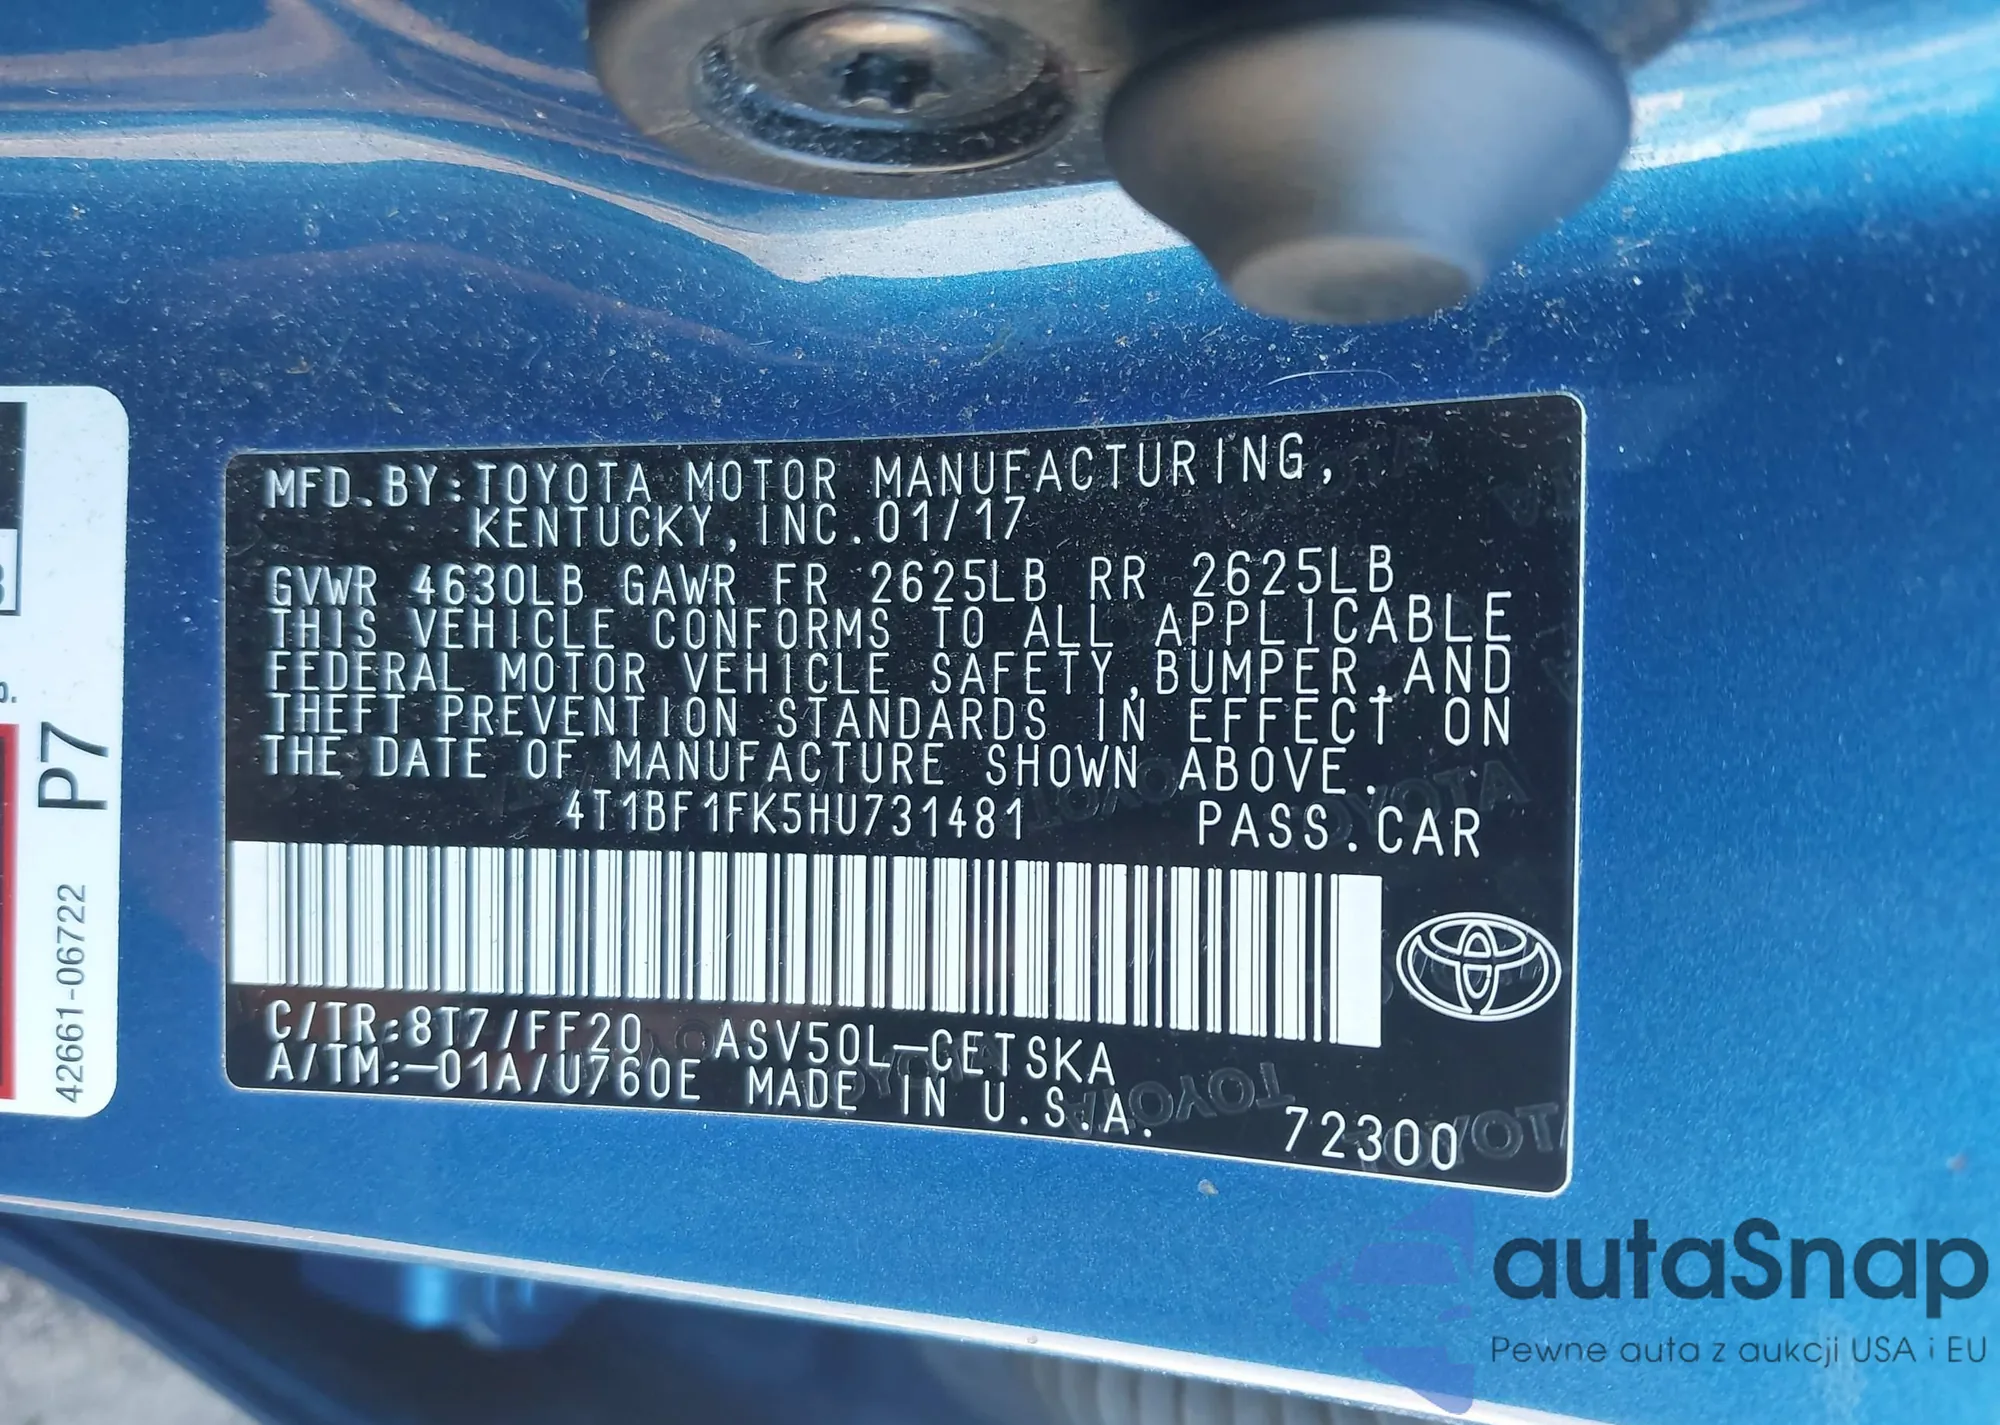 MFD.BY:TOYOTA MOTOR MANUFACTURING,
KENTUCKY,INC.01/17
GVWR 4630LB GAWR FR 2625LB RR 2625LB
THIS VEHICLE CONFORMS TO ALL APPLICABLE
FEDERAL MOTOR VEHICLE SAFETY,BUMPER,AND
THEFT PREVENTION STANDARDS IN EFFECT ON
THE DATE OF MANUFACTURE SHOWN ABOVE.
4T1BF1FK5HU731481 PASS.CAR
C/TR:8T7/FF20 ASV50L-CETSKA
A/TM:-01A/U760E MADE IN U.S.A.
72300
P7
42661-06722
autaSnap
Pewne auta z aukcji USA i EU